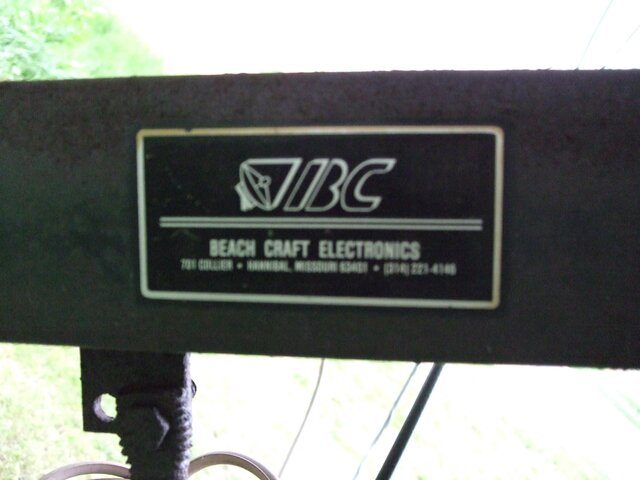 BC
BEACH CRAFT ELECTRONICS
701 COLLIER • HANNIBAL, MISSOURI 63401 • (314) 221-4146